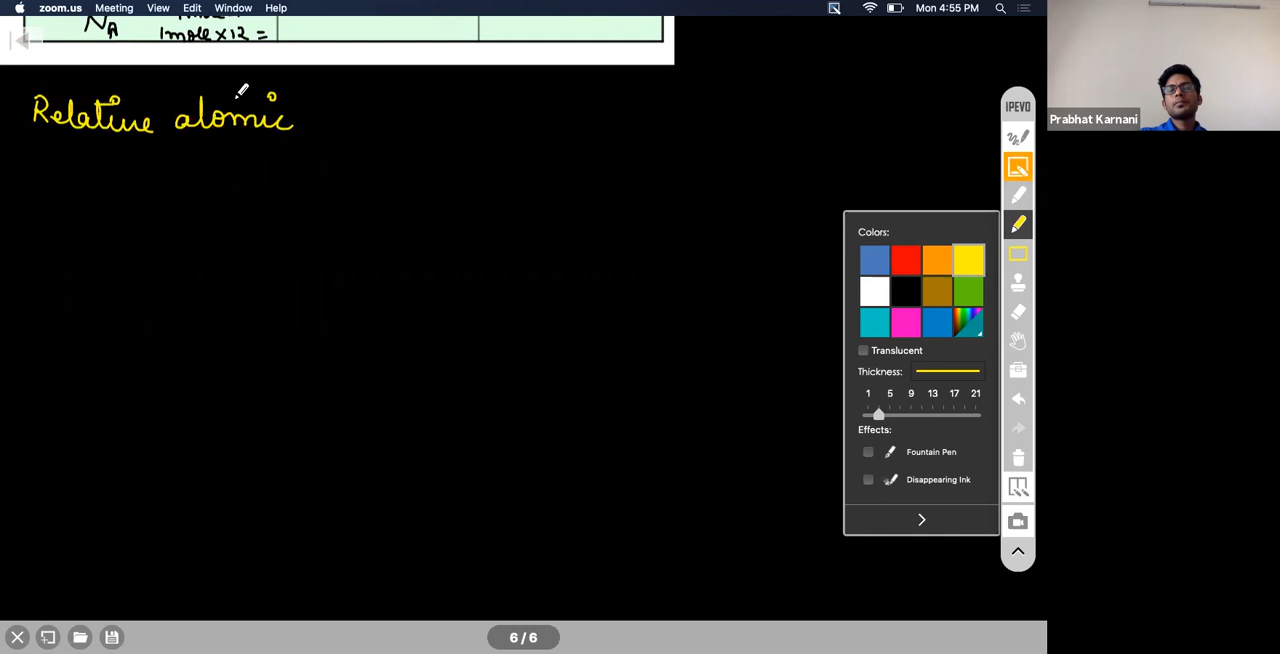 zoom.us Meeting View Edit Window Help Mon 4:55 PM
N_A
1mole × 12 =
Relative atomic
Prabhat Karnani
IPEVO
Colors:
Translucent
Thickness:
1 5 9 13 17 21
Effects:
Fountain Pen
Disappearing Ink
6 / 6